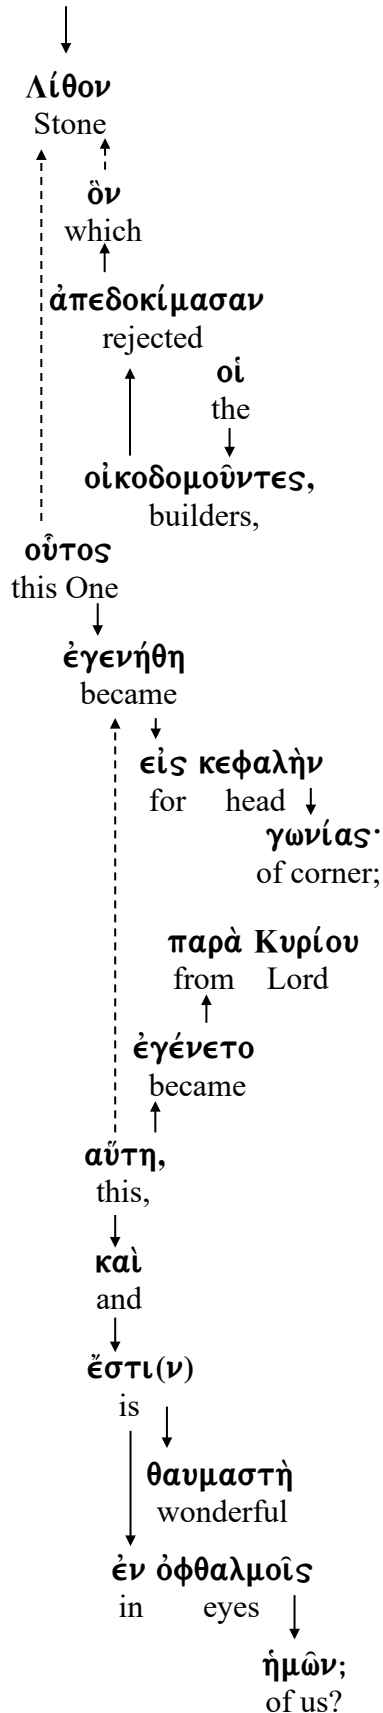 Λίθον
Stone
ὃν
which
ἀπεδοκίμασαν
rejected
οἱ
the
οἰκοδομοῦντες,
builders,
οὗτος
this One
ἐγενήθη
became
εἰς κεφαλὴν
for head
γωνίας·
of corner;
παρὰ Κυρίου
from Lord
ἐγένετο
became
αὕτη,
this,
καὶ
and
ἔστι(ν)
is
θαυμαστὴ
wonderful
ἐν ὀφθαλμοῖς
in eyes
ἡμῶν;
of us?